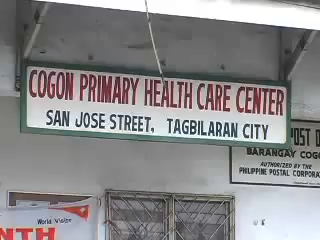 COGON PRIMARY HEALTH CARE CENTER
SAN JOSE STREET, TAGBILARAN CITY
POST O
BARANGAY COGO
AUTHORIZED BY THE
PHILIPPINE POSTAL CORPORAT
World Vision
NTH